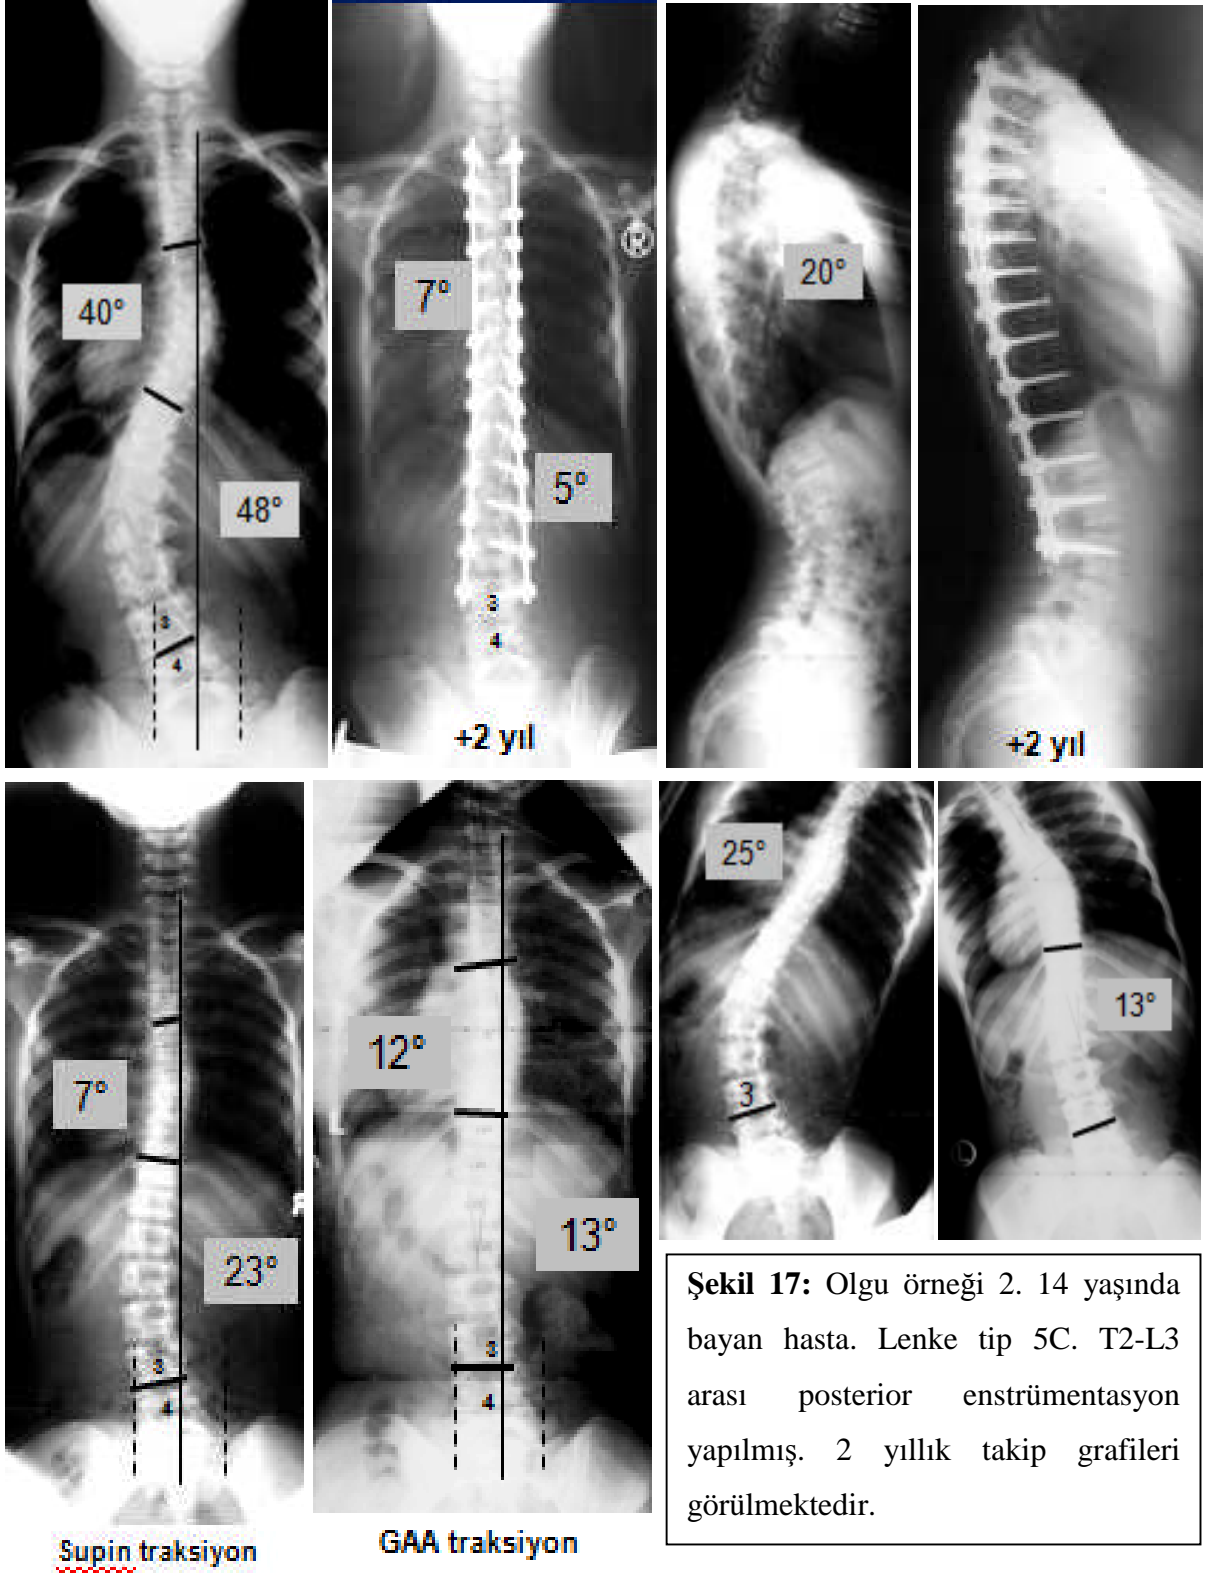 40°
48°
3
4
7°
R
5°
3
4
+2 yıl
20°
+2 yıl
7°
23°
3
4
Supin traksiyon
12°
13°
3
4
GAA traksiyon
25°
3
13°
Şekil 17: Olgu örneği 2. 14 yaşında
bayan hasta. Lenke tip 5C. T2-L3
arası posterior enstrümentasyon
yapılmış. 2 yıllık takip grafileri
görülmektedir.